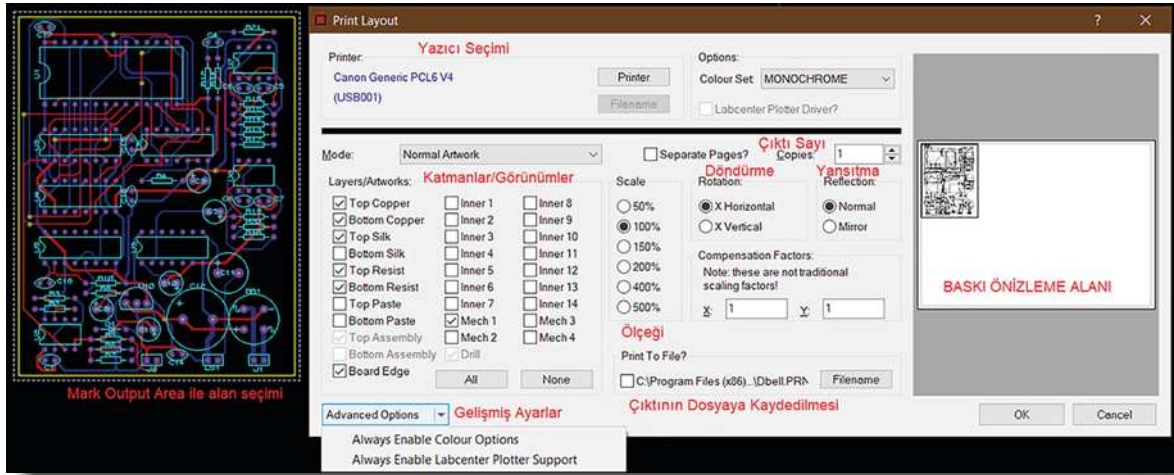 Print Layout
? X
Yazıcı Seçimi
Printer:
Canon Generic PCL6 V4
(USB001)
Printer
Filename
Options:
Colour Set: MONOCHROME
Labcenter Plotter Driver?
Mode: Normal Artwork
Separate Pages?
Çıktı Sayı
Copies: 1
Layers/Artworks: Katmanlar/Görünümler
Top Copper Inner 1 Inner 8
Bottom Copper Inner 2 Inner 9
Top Silk Inner 3 Inner 10
Bottom Silk Inner 4 Inner 11
Top Resist Inner 5 Inner 12
Bottom Resist Inner 6 Inner 13
Top Paste Inner 7 Inner 14
Bottom Paste Mech 1 Mech 3
Top Assembly Mech 2 Mech 4
Bottom Assembly Drill
Board Edge
All None
Scale
50%
100%
150%
200%
400%
500%
Ölçeği
Döndürme
Rotation:
X Horizontal
X Vertical
Yansıtma
Reflection:
Normal
Mirror
Compensation Factors:
Note: these are not traditional
scaling factors!
X: 1 Y: 1
Print To File?
C:\Program Files (x86)...\Dbell.PRN Filename
Çıktının Dosyaya Kaydedilmesi
BASKI ÖNİZLEME ALANI
OK Cancel
Mark Output Area ile alan seçimi
Advanced Options Gelişmiş Ayarlar
Always Enable Colour Options
Always Enable Labcenter Plotter Support